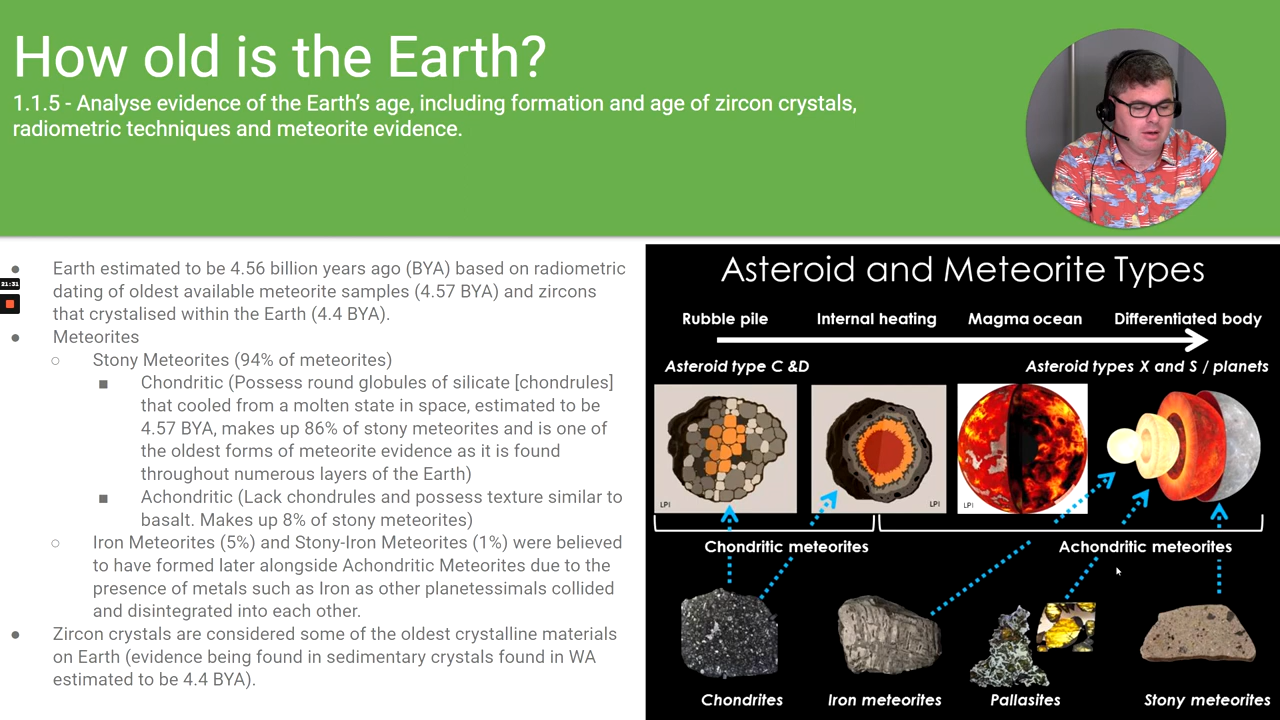 How old is the Earth?
1.1.5 - Analyse evidence of the Earth's age, including formation and age of zircon crystals,
radiometric techniques and meteorite evidence.
● Earth estimated to be 4.56 billion years ago (BYA) based on radiometric
dating of oldest available meteorite samples (4.57 BYA) and zircons
that crystalised within the Earth (4.4 BYA).
● Meteorites
○ Stony Meteorites (94% of meteorites)
■ Chondritic (Possess round globules of silicate [chondrules]
that cooled from a molten state in space, estimated to be
4.57 BYA, makes up 86% of stony meteorites and is one of
the oldest forms of meteorite evidence as it is found
throughout numerous layers of the Earth)
■ Achondritic (Lack chondrules and possess texture similar to
basalt. Makes up 8% of stony meteorites)
○ Iron Meteorites (5%) and Stony-Iron Meteorites (1%) were believed
to have formed later alongside Achondritic Meteorites due to the
presence of metals such as Iron as other planetessimals collided
and disintegrated into each other.
● Zircon crystals are considered some of the oldest crystalline materials
on Earth (evidence being found in sedimentary crystals found in WA
estimated to be 4.4 BYA).
21:31
Asteroid and Meteorite Types
Rubble pile Internal heating Magma ocean Differentiated body
Asteroid type C &D Asteroid types X and S / planets
LPI LPI LPI
Chondritic meteorites Achondritic meteorites
Chondrites Iron meteorites Pallasites Stony meteorites